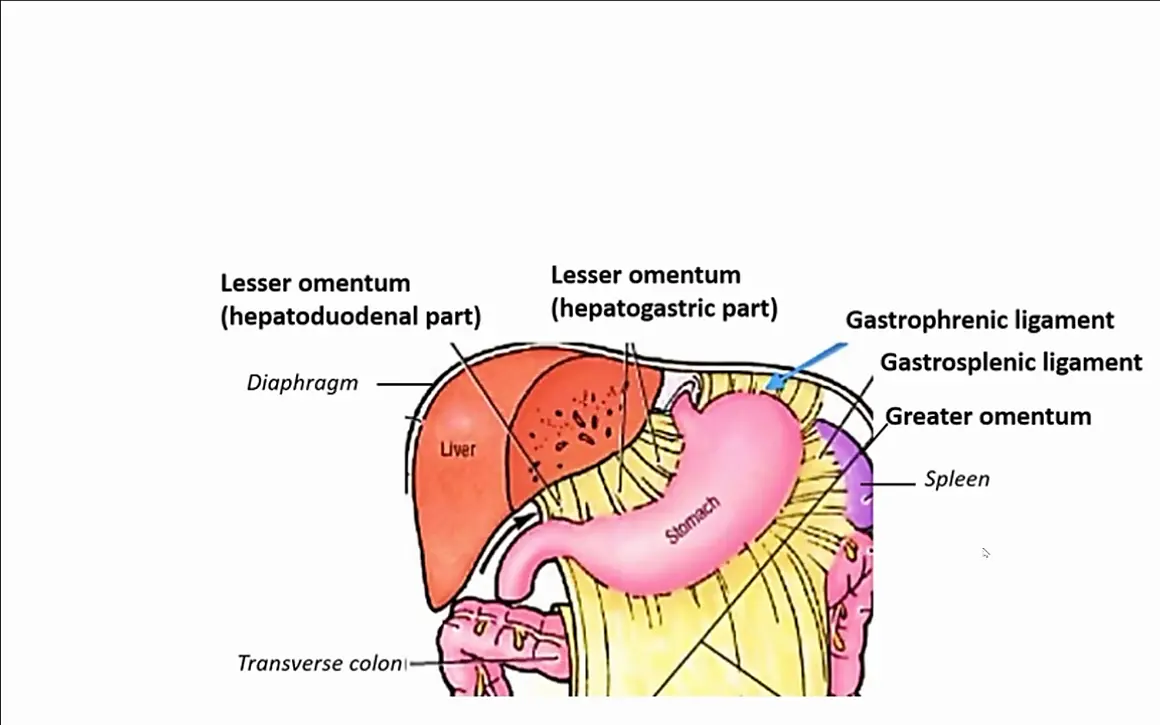 Lesser omentum
(hepatoduodenal part)
Lesser omentum
(hepatogastric part)
Gastrophrenic ligament
Gastrosplenic ligament
Diaphragm
Greater omentum
Liver
Spleen
Stomach
Transverse colon